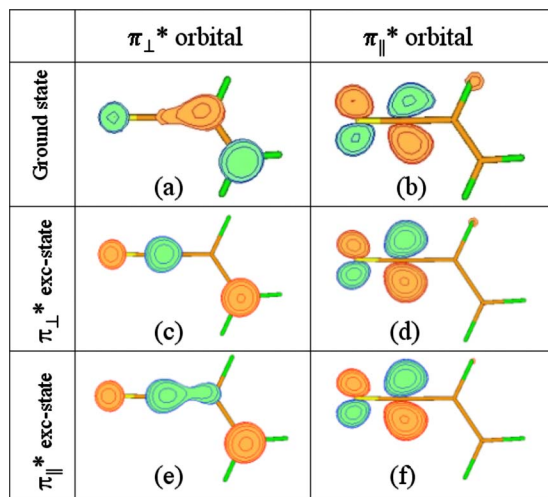 π⊥* orbital
π∥* orbital
Ground state
(a)
(b)
π⊥* exc-state
(c)
(d)
π∥* exc-state
(e)
(f)